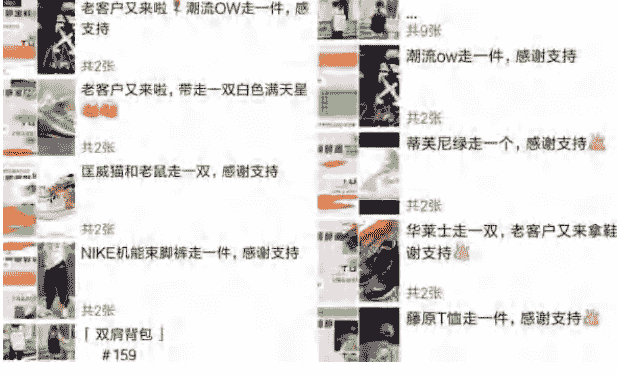 老客户又来啦潮流OW走一件，感
支持
共2张
老客户又来啦，带走一双白色满天星
共2张
匡威猫和老鼠走一双，感谢支持
共2张
NIKE机能束脚裤走一件，感谢支持
共2张
「 双肩背包 」
#159
...
共9张
潮流ow走一件，感谢支持
共2张
蒂芙尼绿走一个，感谢支持
共2张
华莱士走一双，老客户又来拿鞋
谢支持
共2张
藤原T恤走一件，感谢支持